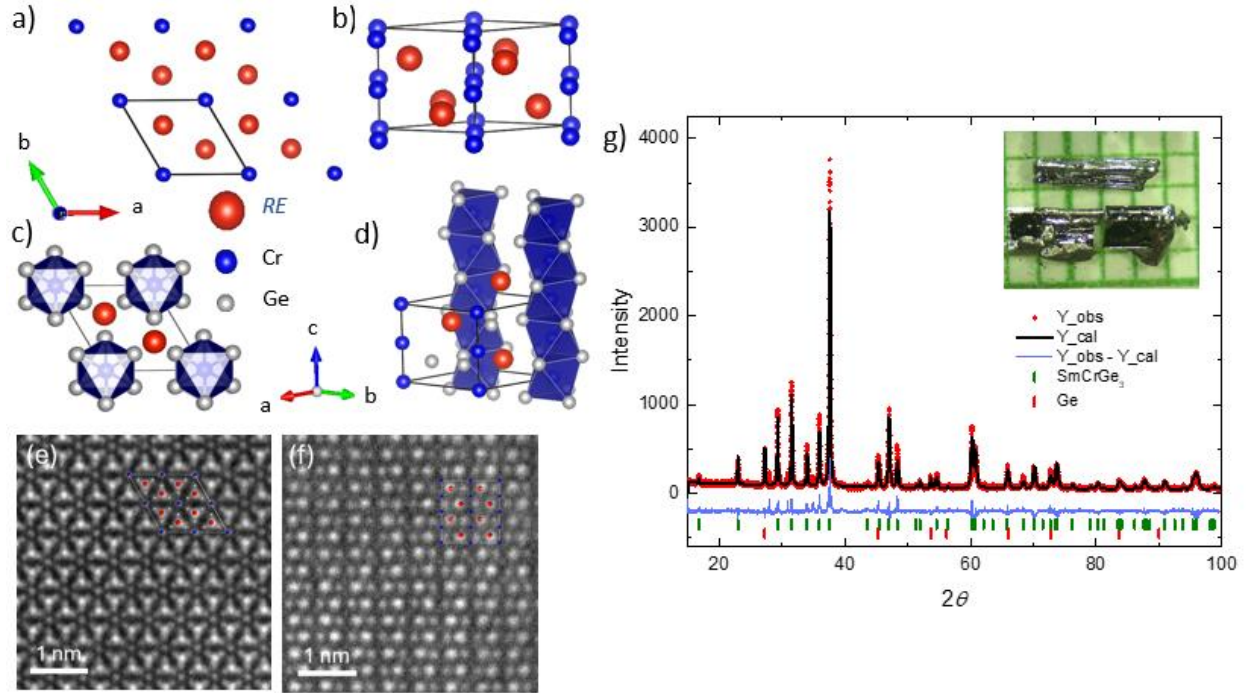 a)
b)
b
a
RE
Cr
Ge
c)
d)
c
a
b
(e)
1 nm
(f)
1 nm
g)
4000
3000
2000
1000
0
Intensity
Y_obs
Y_cal
Y_obs - Y_cal
SmCrGe₃
Ge
20
40
60
80
100
2θ